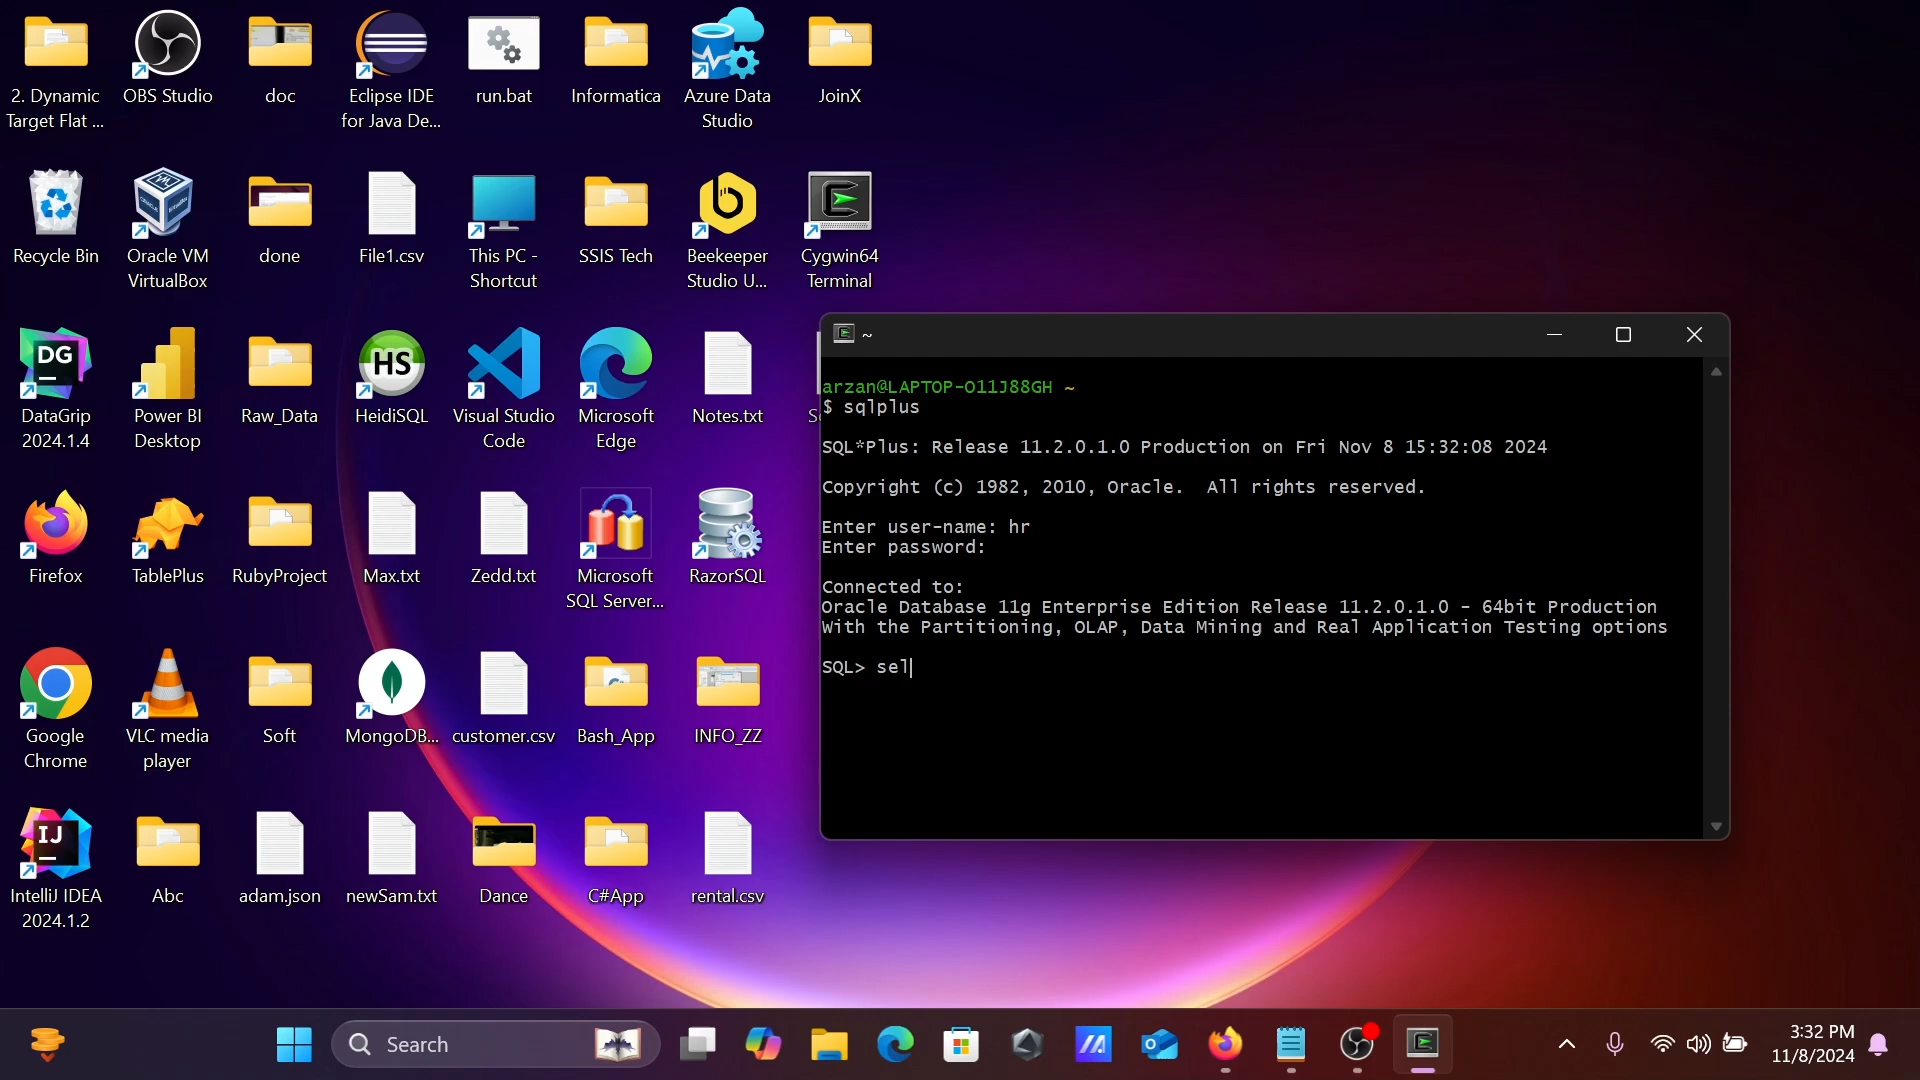 2. Dynamic
Target Flat ...
OBS Studio
doc
Eclipse IDE
for Java De...
run.bat
Informatica
Azure Data
Studio
JoinX
Recycle Bin
Oracle VM
VirtualBox
done
File1.csv
This PC -
Shortcut
SSIS Tech
Beekeeper
Studio U...
Cygwin64
Terminal
DG
DataGrip
2024.1.4
Power BI
Desktop
Raw_Data
HS
HeidiSQL
Visual Studio
Code
Microsoft
Edge
Notes.txt
Firefox
TablePlus
RubyProject
Max.txt
Zedd.txt
Microsoft
SQL Server...
RazorSQL
Google
Chrome
VLC media
player
Soft
MongoDB...
customer.csv
Bash_App
INFO_ZZ
IJ
IntelliJ IDEA
2024.1.2
Abc
adam.json
newSam.txt
Dance
C#App
rental.csv
~
arzan@LAPTOP-O11J88GH ~
$ sqlplus
SQL*Plus: Release 11.2.0.1.0 Production on Fri Nov 8 15:32:08 2024
Copyright (c) 1982, 2010, Oracle.  All rights reserved.
Enter user-name: hr
Enter password:
Connected to:
Oracle Database 11g Enterprise Edition Release 11.2.0.1.0 - 64bit Production
With the Partitioning, OLAP, Data Mining and Real Application Testing options
SQL> sel
Search
3:32 PM
11/8/2024